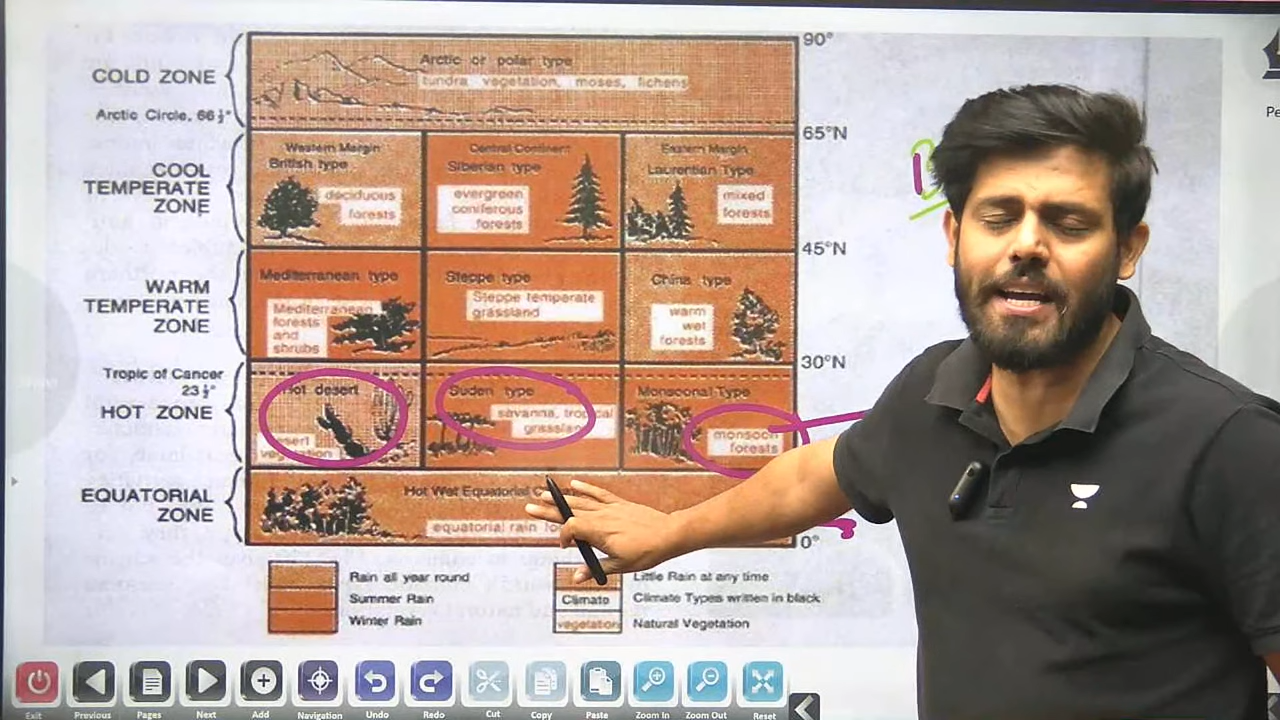 90°
Arctic or polar type
COLD ZONE
tundra vegetation, moses, lichens
Arctic Circle, 66½°
65°N
Western Margin
British type
deciduous
forests
Central Continent
Siberian type
evergreen
coniferous
forests
Eastern Margin
Laurentian Type
mixed
forests
COOL
TEMPERATE
ZONE
45°N
Mediterranean type
Mediterranean
forests
and
shrubs
Steppe type
Steppe temperate
grassland
China type
warm
wet
forests
WARM
TEMPERATE
ZONE
30°N
Tropic of Cancer
23½°
HOT ZONE
Hot desert
desert
vegetation
Suden type
savanna, tropical
grassland
Monsoonal Type
monsoon
forests
EQUATORIAL
ZONE
Hot Wet Equatorial
equatorial rain
0°
Rain all year round
Summer Rain
Winter Rain
Little Rain at any time
Climate
Climate Types written in black
vegetation
Natural Vegetation
Exit
Previous
Pages
Next
Add
Navigation
Undo
Redo
Cut
Copy
Paste
Zoom In
Zoom Out
Reset
Pe